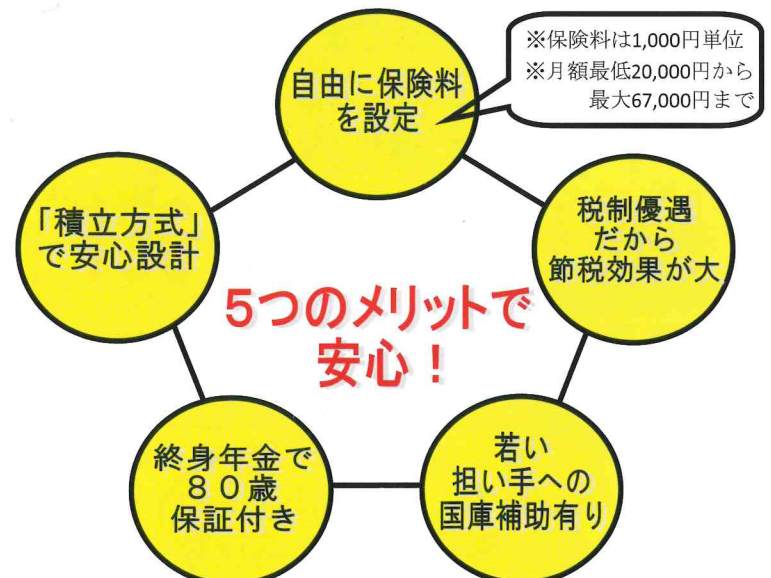 自由に保険料
を設定
※保険料は1,000円単位
※月額最低20,000円から
最大67,000円まで
「積立方式」
で安心設計
税制優遇
だから
節税効果が大
5つのメリットで
安心！
終身年金で
８０歳
保証付き
若い
担い手への
国庫補助有り